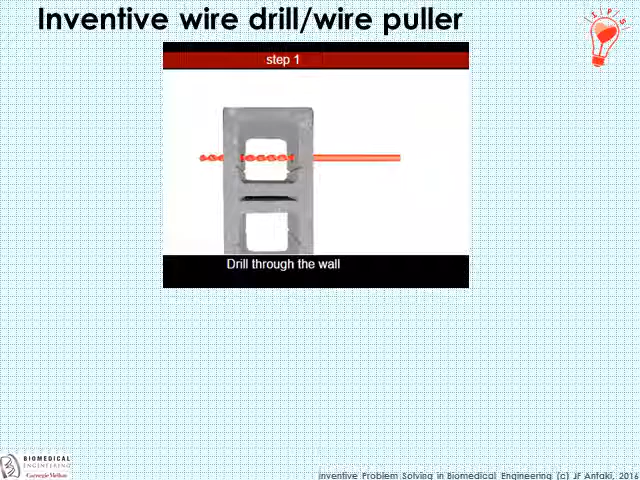 Inventive wire drill/wire puller
I P S
step 1
Drill through the wall
BIOMEDICAL
ENGINEERING
Carnegie Mellon
Inventive Problem Solving in Biomedical Engineering (c) JF Antaki, 2016